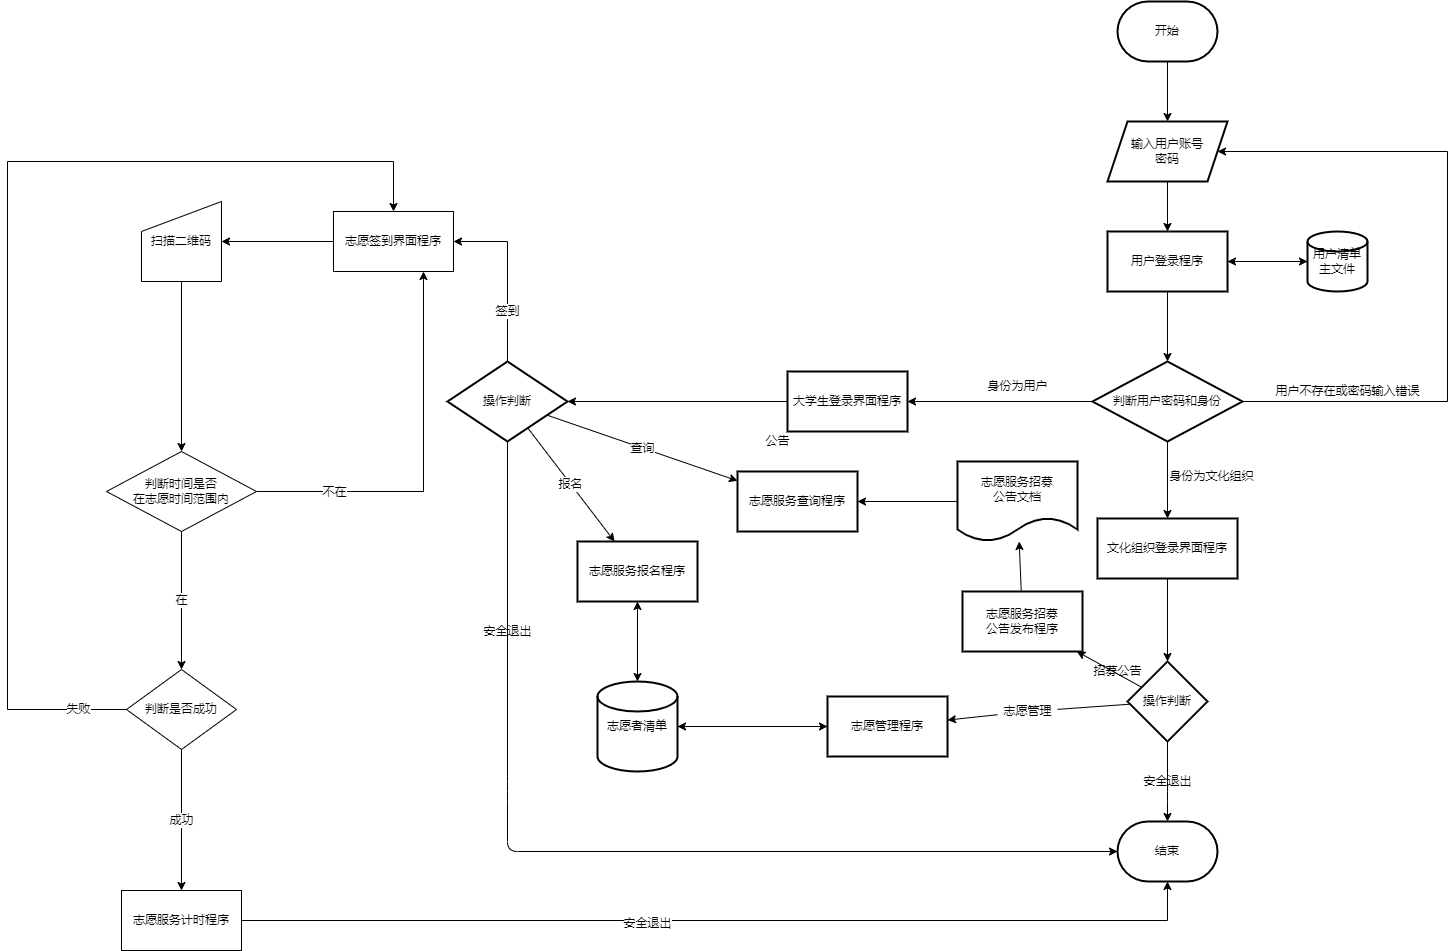 开始
输入用户账号
密码
扫描二维码
志愿签到界面程序
用户登录程序
用户清单
主文件
签到
身份为用户
用户不存在或密码输入错误
操作判断
大学生登录界面程序
判断用户密码和身份
公告
查询
身份为文化组织
判断时间是否
在志愿时间范围内
不在
报名
志愿服务查询程序
志愿服务招募
公告文档
文化组织登录界面程序
志愿服务报名程序
在
志愿服务招募
公告发布程序
安全退出
招募公告
失败
判断是否成功
志愿者清单
志愿管理程序
志愿管理
操作判断
安全退出
成功
结束
志愿服务计时程序
安全退出